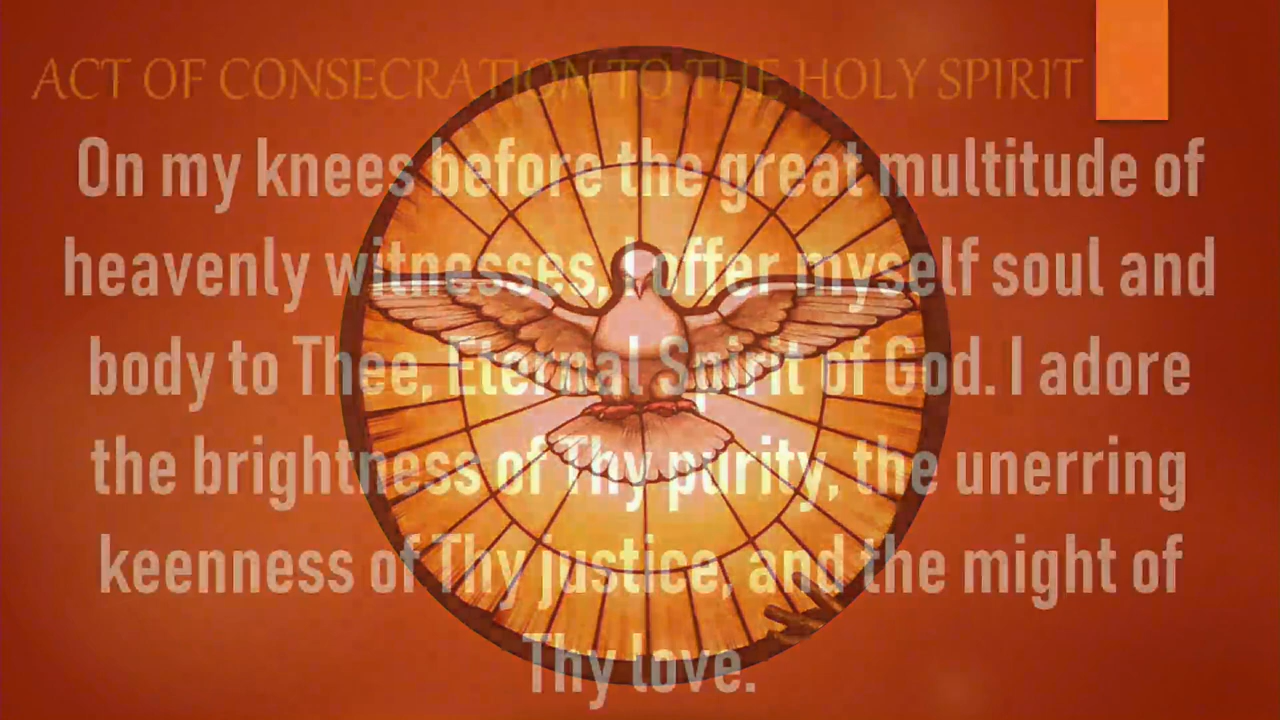 ACT OF CONSECRATION TO THE HOLY SPIRIT
On my knees before the great multitude of
heavenly witnesses, I offer myself soul and
body to Thee, Eternal Spirit of God. I adore
the brightness of Thy purity, the unerring
keenness of Thy justice, and the might of
Thy love.